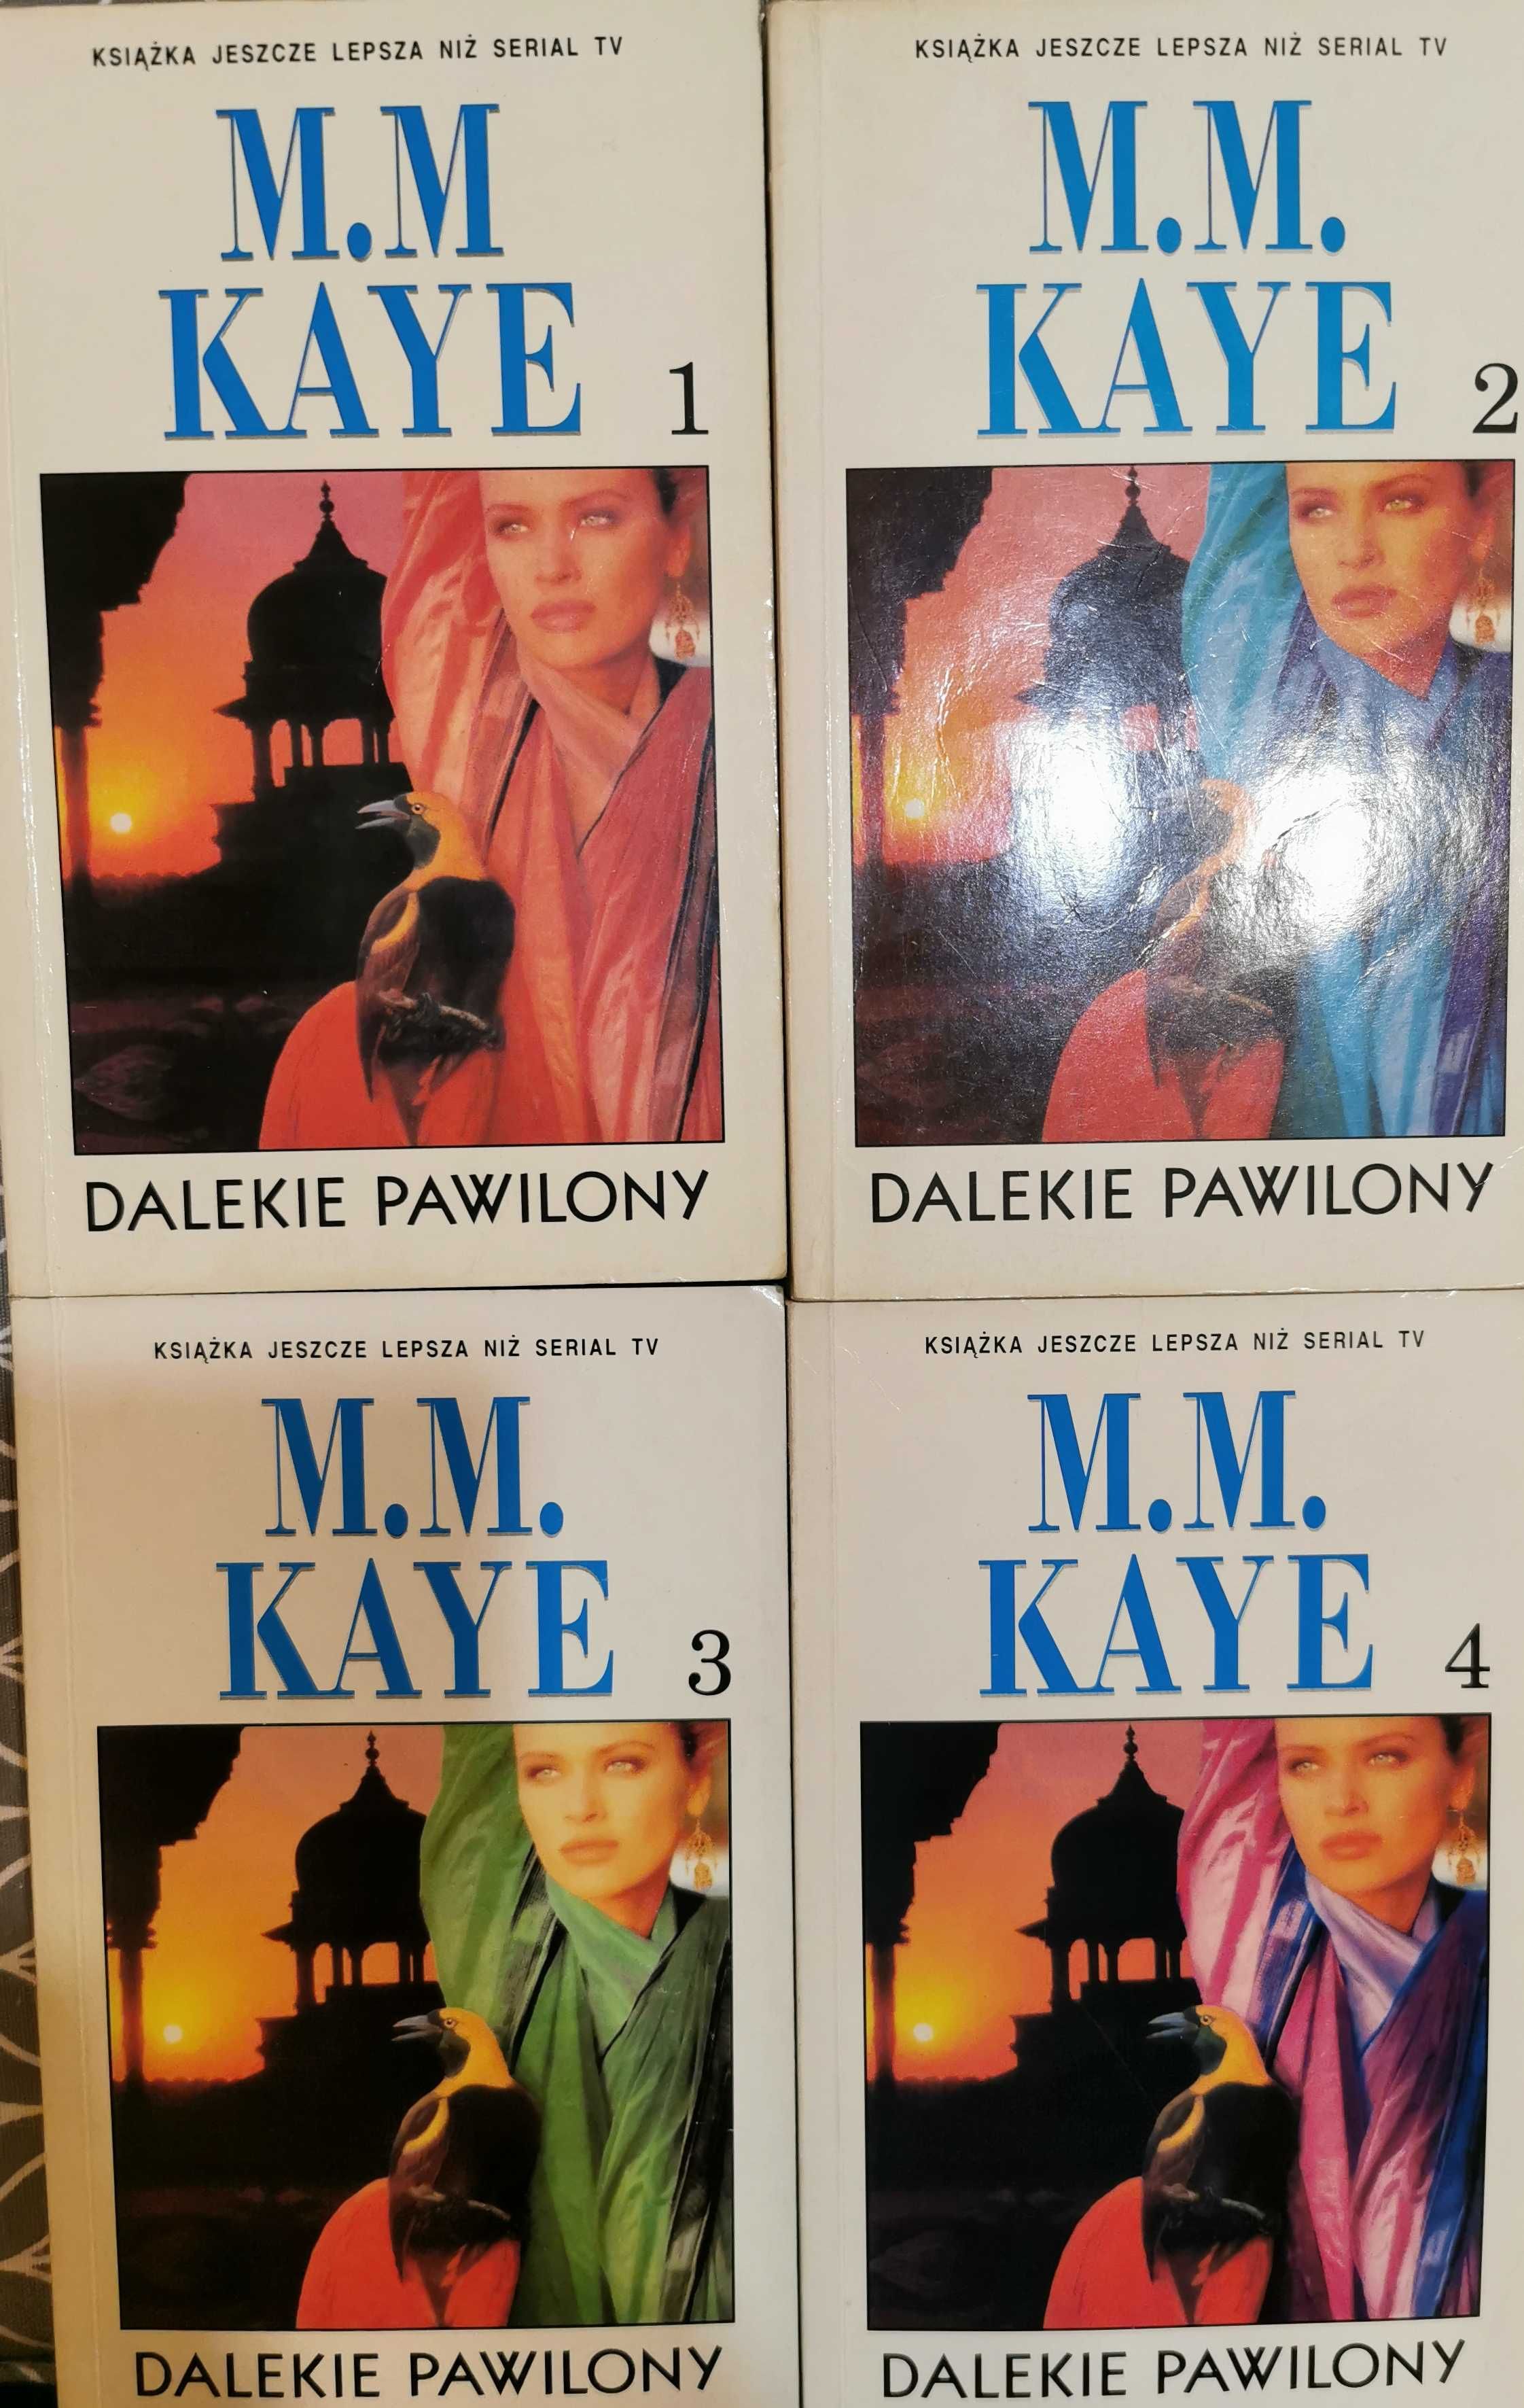 KSIĄŻKA JESZCZE LEPSZA NIŻ SERIAL TV
M.M
KAYE
1
DALEKIE PAWILONY
KSIĄŻKA JESZCZE LEPSZA NIŻ SERIAL TV
M.M.
KAYE
2
DALEKIE PAWILONY
KSIĄŻKA JESZCZE LEPSZA NIŻ SERIAL TV
M.M.
KAYE
3
DALEKIE PAWILONY
KSIĄŻKA JESZCZE LEPSZA NIŻ SERIAL TV
M.M.
KAYE
4
DALEKIE PAWILONY